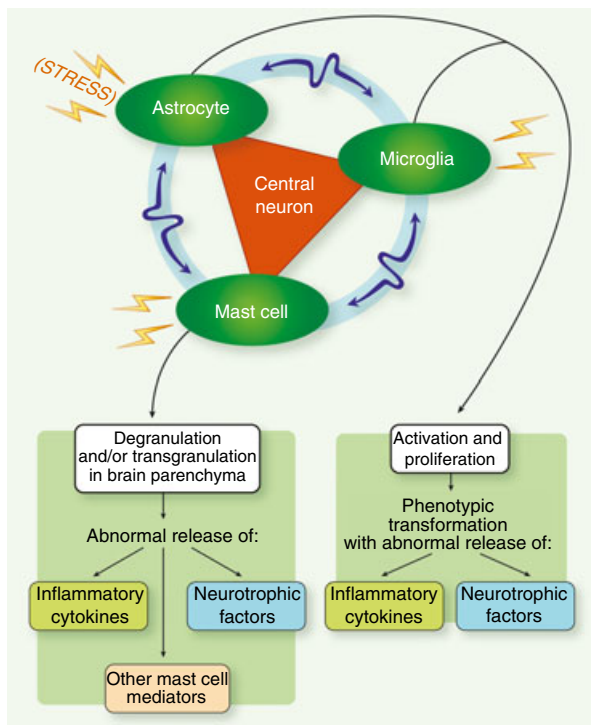 (STRESS)
Astrocyte
Microglia
Central
neuron
Mast cell
Degranulation
and/or transgranulation
in brain parenchyma
Abnormal release of:
Inflammatory
cytokines
Neurotrophic
factors
Other mast cell
mediators
Activation and
proliferation
Phenotypic
transformation
with abnormal release of:
Inflammatory
cytokines
Neurotrophic
factors